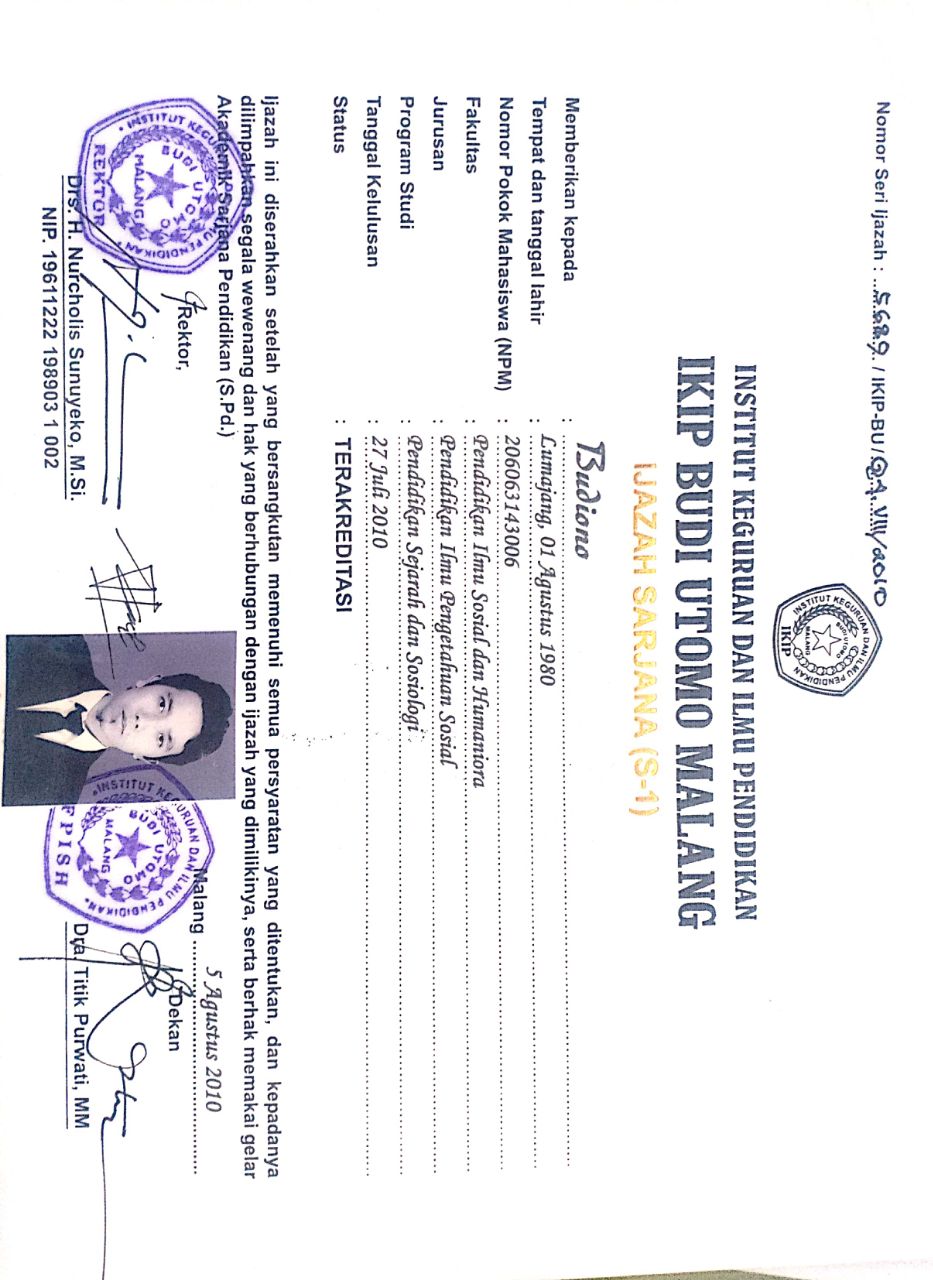 Nomor Seri Ijazah : ...5689. / IKIP-BU / QA.VIII/2010
INSTITUT KEGURUAN DAN ILMU PENDIDIKAN
IKIP
BUDI UTOMO
MALANG
INSTITUT KEGURUAN DAN ILMU PENDIDIKAN
IKIP BUDI UTOMO MALANG
IJAZAH SARJANA (S-1)
Memberikan kepada : Budiono
Tempat dan tanggal lahir : Lumajang, 01 Agustus 1980
Nomor Pokok Mahasiswa (NPM) : 206063143006
Fakultas : Pendidikan Ilmu Sosial dan Humaniora
Jurusan : Pendidikan Ilmu Pengetahuan Sosial
Program Studi : Pendidikan Sejarah dan Sosiologi
Tanggal Kelulusan : 27 Juli 2010
Status : TERAKREDITASI
Ijazah ini diserahkan setelah yang bersangkutan memenuhi semua persyaratan yang ditentukan, dan kepadanya
dilimpahkan segala wewenang dan hak yang berhubungan dengan ijazah yang dimilikinya, serta berhak memakai gelar
Akademik Sarjana Pendidikan (S.Pd.)
Malang 5 Agustus 2010
Rektor,
Dekan
INSTITUT KEGURUAN DAN ILMU PENDIDIKAN
BUDI UTOMO
MALANG
REKTOR
INSTITUT KEGURUAN DAN ILMU PENDIDIKAN
BUDI UTOMO
MALANG
FPISH
Drs. H. Nurcholis Sunuyeko, M.Si.
NIP. 19611222 198903 1 002
Dra. Titik Purwati, MM